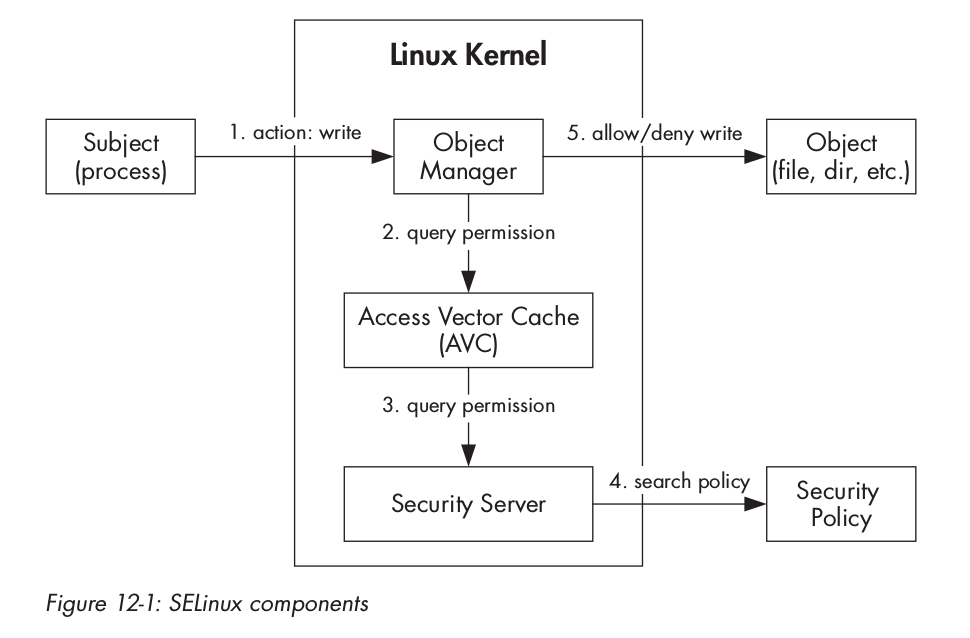 Linux Kernel
Subject
(process)
1. action: write
Object
Manager
5. allow/deny write
Object
(file, dir, etc.)
2. query permission
Access Vector Cache
(AVC)
3. query permission
Security Server
4. search policy
Security
Policy
Figure 12-1: SELinux components